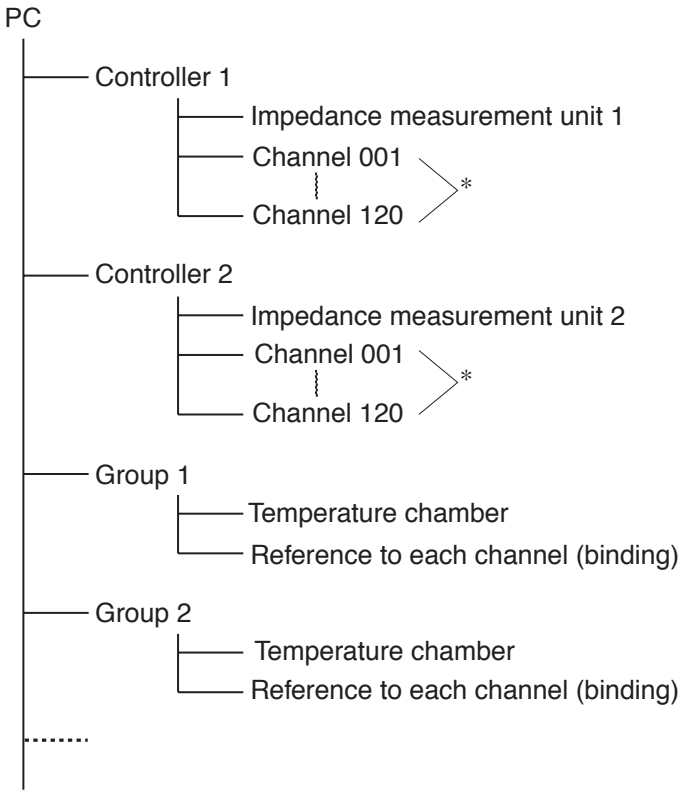 PC
Controller 1
Impedance measurement unit 1
Channel 001
*
Channel 120
Controller 2
Impedance measurement unit 2
Channel 001
*
Channel 120
Group 1
Temperature chamber
Reference to each channel (binding)
Group 2
Temperature chamber
Reference to each channel (binding)